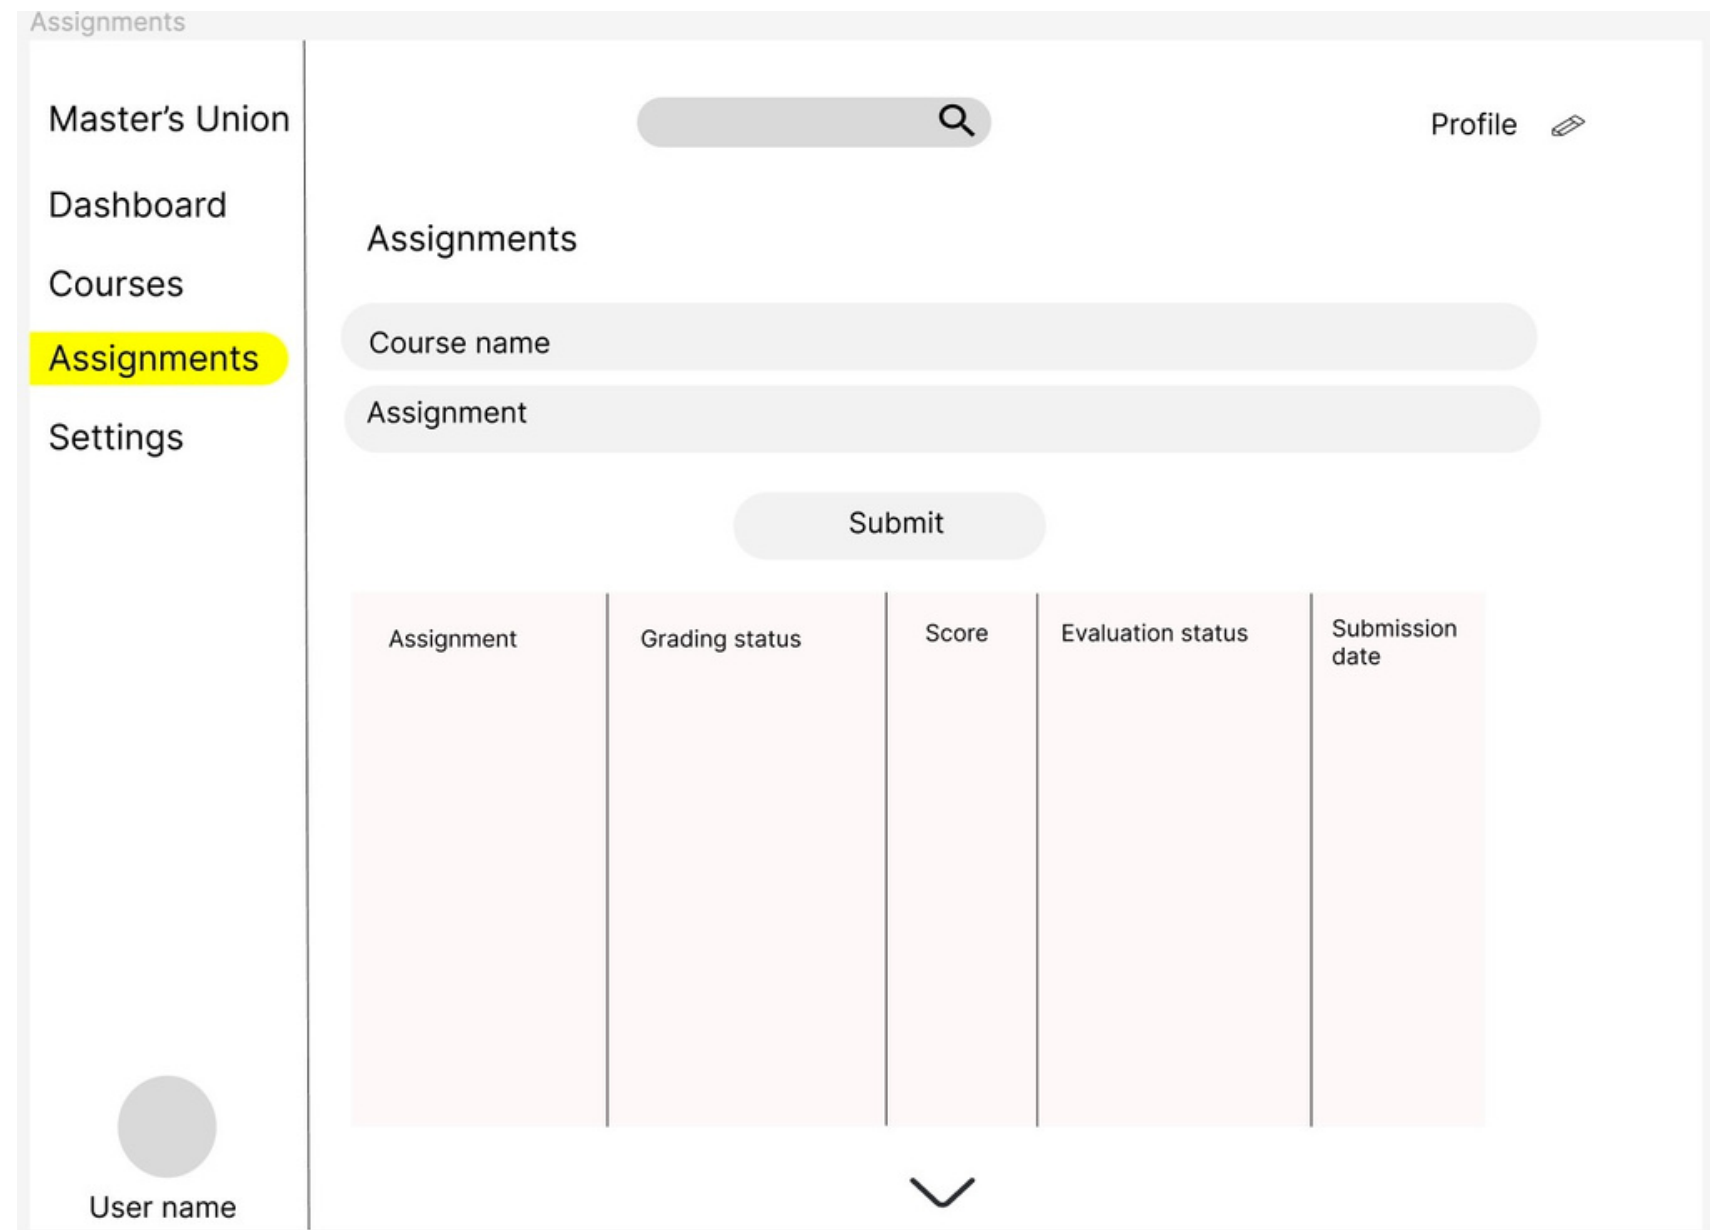 Assignments
Master's Union
Dashboard
Courses
Assignments
Settings
User name
Profile
Assignments
Course name
Assignment
Submit
Assignment
Grading status
Score
Evaluation status
Submission
date